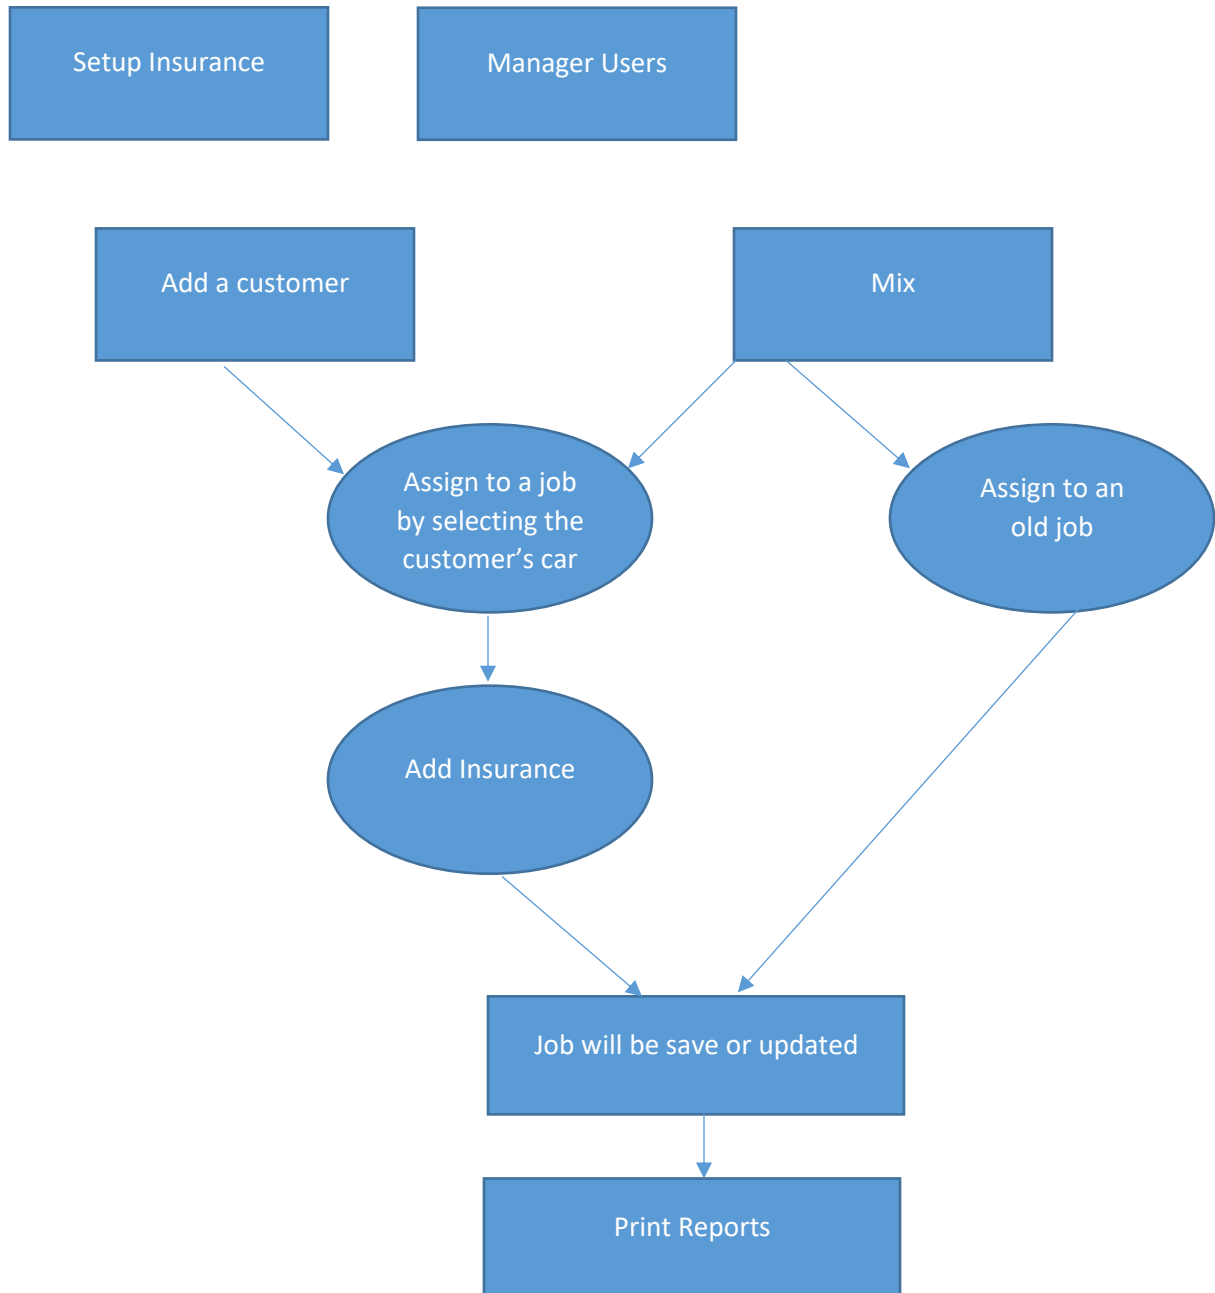 Setup Insurance
Manager Users
Add a customer
Mix
Assign to a job
by selecting the
customer’s car
Assign to an
old job
Add Insurance
Job will be save or updated
Print Reports